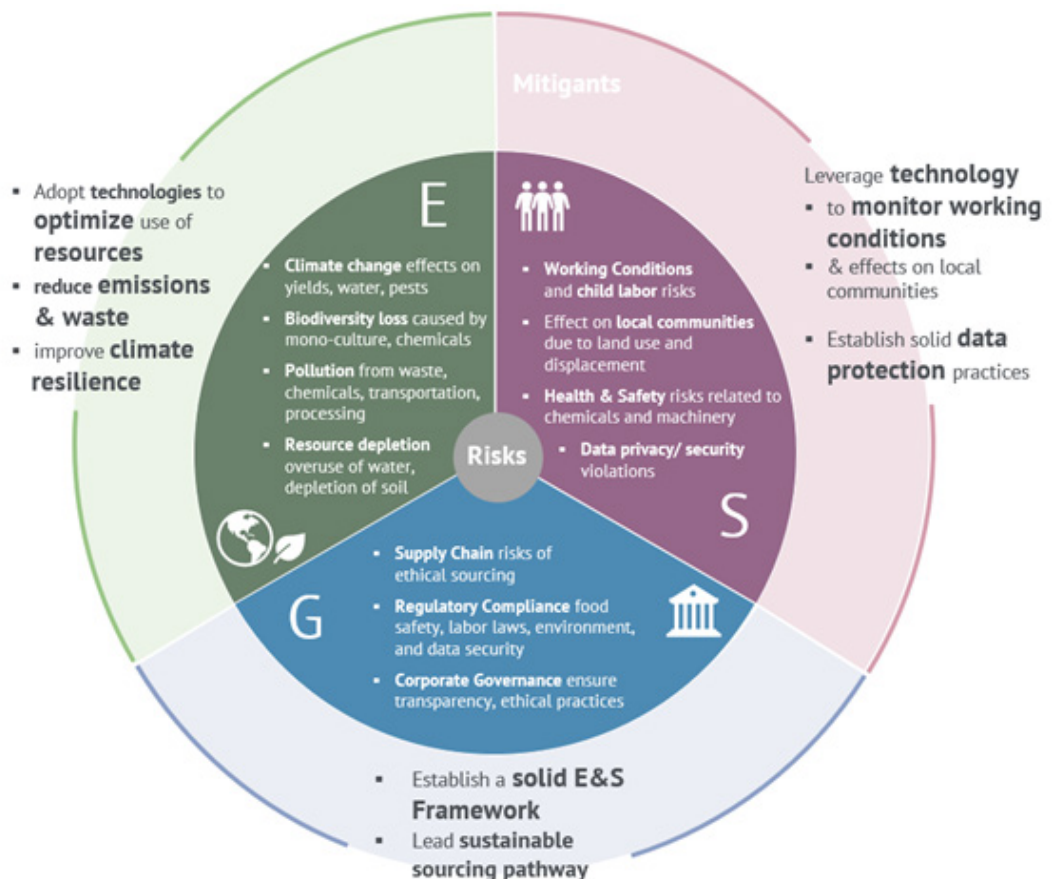 Mitigants
▪ Adopt technologies to
optimize use of
resources
▪ reduce emissions
& waste
▪ improve climate
resilience
E
▪ Climate change effects on
yields, water, pests
▪ Biodiversity loss caused by
mono-culture, chemicals
▪ Pollution from waste,
chemicals, transportation,
processing
▪ Resource depletion
overuse of water,
depletion of soil
▪ Working Conditions
and child labor risks
▪ Effect on local communities
due to land use and
displacement
▪ Health & Safety risks related to
chemicals and machinery
▪ Data privacy/ security
violations
S
Leverage technology
▪ to monitor working
conditions
▪ & effects on local
communities
▪ Establish solid data
protection practices
Risks
G
▪ Supply Chain risks of
ethical sourcing
▪ Regulatory Compliance food
safety, labor laws, environment,
and data security
▪ Corporate Governance ensure
transparency, ethical practices
▪ Establish a solid E&S
Framework
▪ Lead sustainable
sourcing pathway